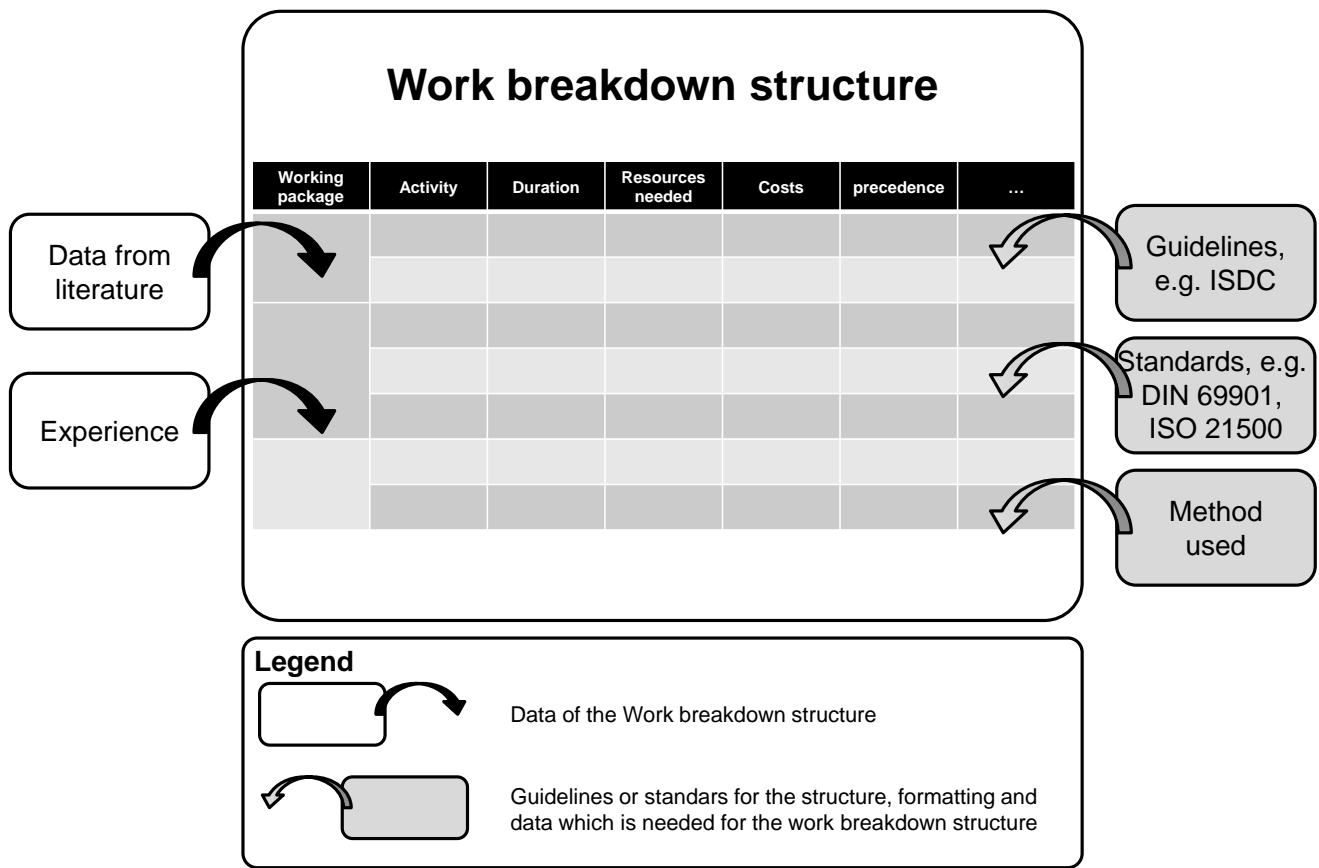 Work breakdown structure
Working
package
Activity
Duration
Resources
needed
Costs
precedence
...
Data from
literature
Experience
Guidelines,
e.g. ISDC
Standards, e.g.
DIN 69901,
ISO 21500
Method
used
Legend
Data of the Work breakdown structure
Guidelines or standars for the structure, formatting and
data which is needed for the work breakdown structure